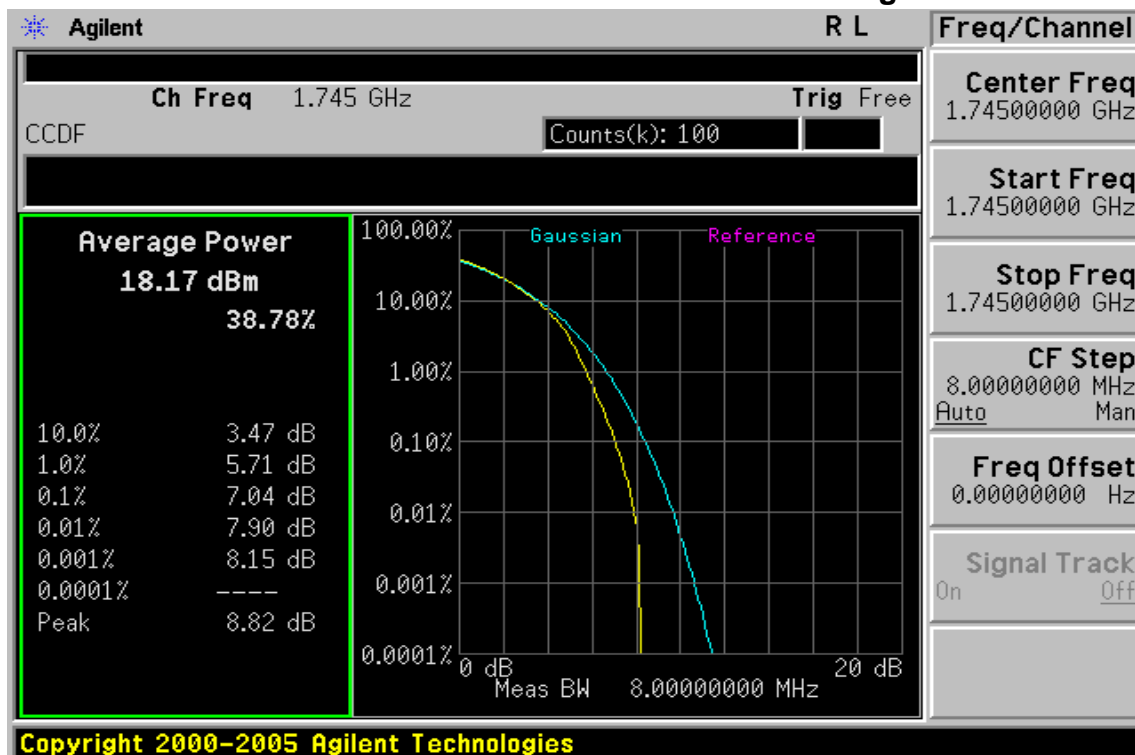 Agilent R L Freq/Channel
Ch Freq 1.745 GHz Trig Free
CCDF Counts(k): 100
Center Freq
1.74500000 GHz
Start Freq
1.74500000 GHz
Stop Freq
1.74500000 GHz
CF Step
8.00000000 MHz
Auto Man
Freq Offset
0.00000000 Hz
Signal Track
On Off
Average Power
18.17 dBm
38.78%
10.0% 3.47 dB
1.0% 5.71 dB
0.1% 7.04 dB
0.01% 7.90 dB
0.001% 8.15 dB
0.0001% ----
Peak 8.82 dB
Gaussian Reference
100.00%
10.00%
1.00%
0.10%
0.01%
0.001%
0.0001%
0 dB 20 dB
Meas BW 8.00000000 MHz
Copyright 2000-2005 Agilent Technologies